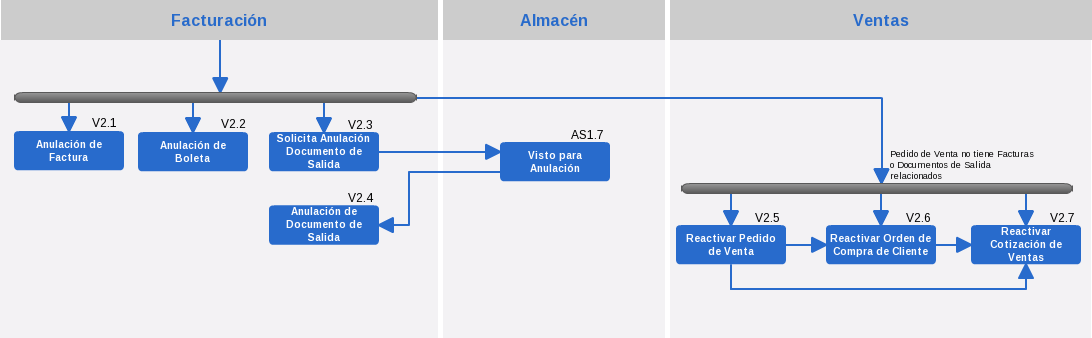 Facturación
Almacén
Ventas
V2.1
Anulación de
Factura
V2.2
Anulación de
Boleta
V2.3
Solicita Anulación
Documento de
Salida
AS1.7
Visto para
Anulación
V2.4
Anulación de
Documento de
Salida
Pedido de Venta no tiene Facturas
o Documentos de Salida
relacionados
V2.5
Reactivar Pedido
de Venta
V2.6
Reactivar Orden de
Compra de Cliente
V2.7
Reactivar
Cotización de
Ventas